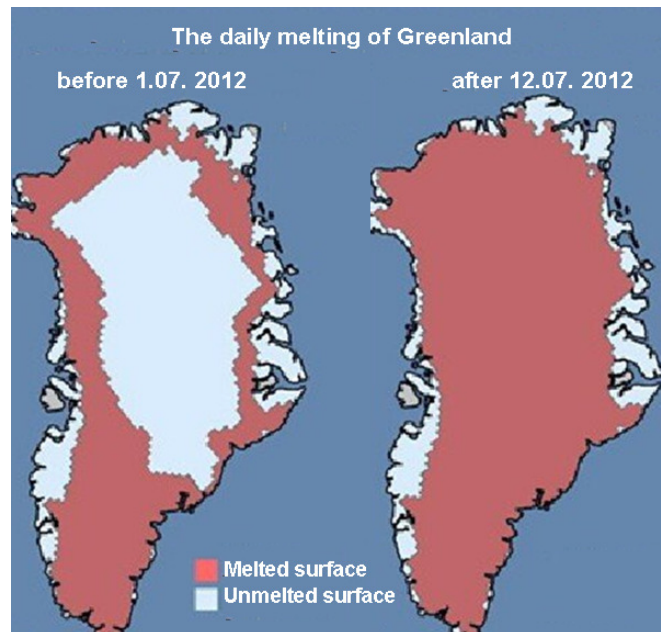 The daily melting of Greenland
before 1.07. 2012
after 12.07. 2012
Melted surface
Unmelted surface